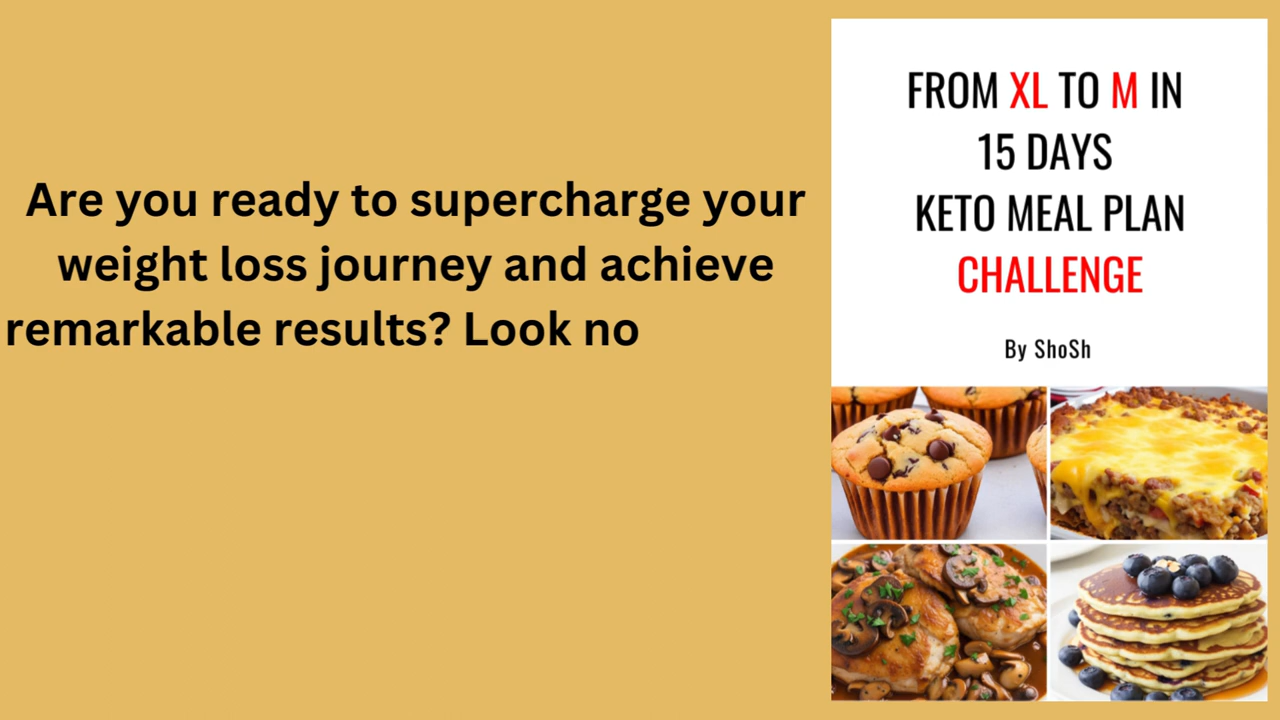 Are you ready to supercharge your
weight loss journey and achieve
remarkable results? Look no
FROM XL TO M IN
15 DAYS
KETO MEAL PLAN
CHALLENGE
By ShoSh